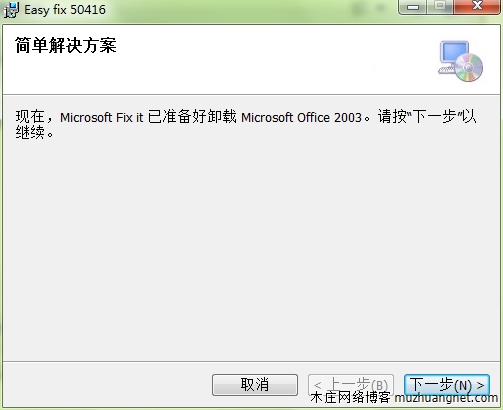 Easy fix 50416
简单解决方案
现在，Microsoft Fix it 已准备好卸载 Microsoft Office 2003。请按“下一步”以
继续。
取消
< 上一步(B)
下一步(N) >
木庄网络博客 muzhuangnet.com